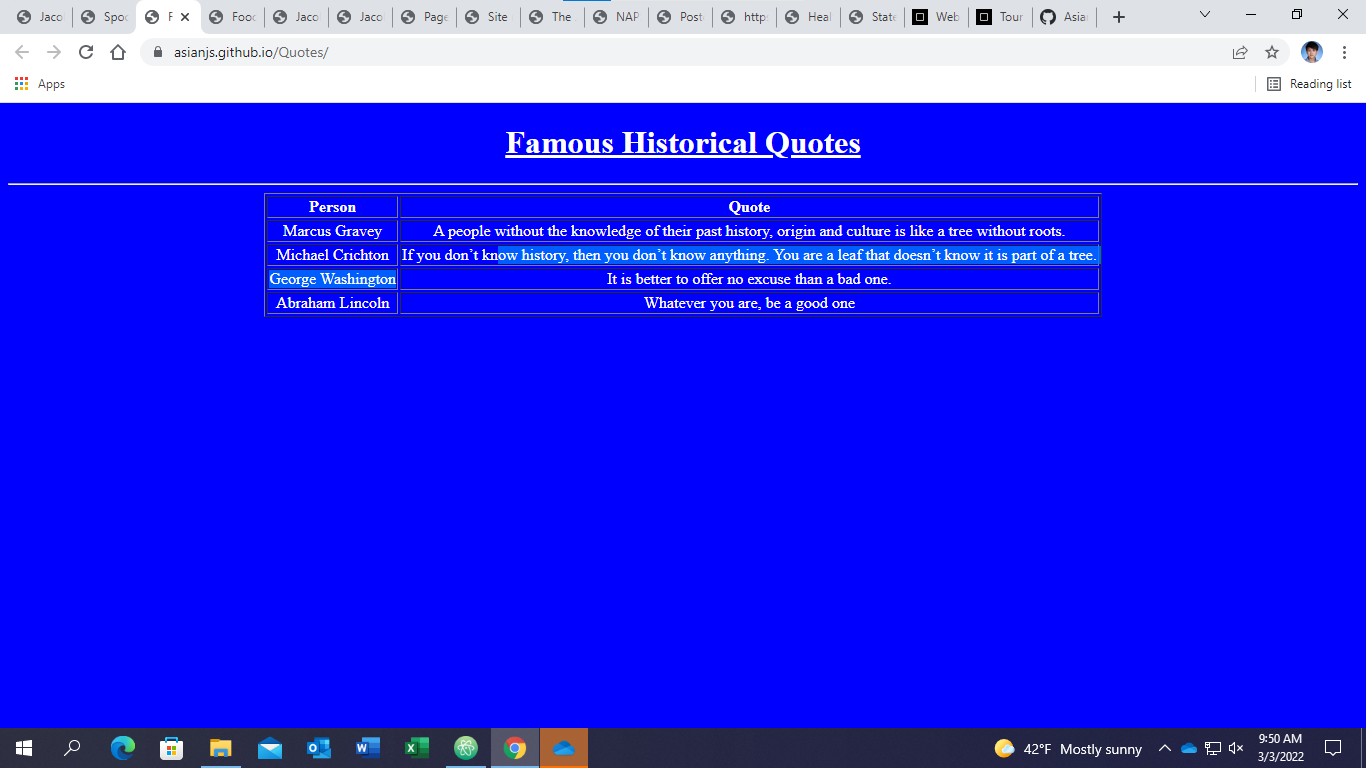 Jaco Spoo F Food Jaco Jaco Page Site The NAP Post http Heal State Web Tour Asia
asianjs.github.io/Quotes/
Apps Reading list
Famous Historical Quotes
Person Quote
Marcus Gravey A people without the knowledge of their past history, origin and culture is like a tree without roots.
Michael Crichton If you don’t know history, then you don’t know anything. You are a leaf that doesn’t know it is part of a tree.
George Washington It is better to offer no excuse than a bad one.
Abraham Lincoln Whatever you are, be a good one
42°F Mostly sunny 9:50 AM
3/3/2022